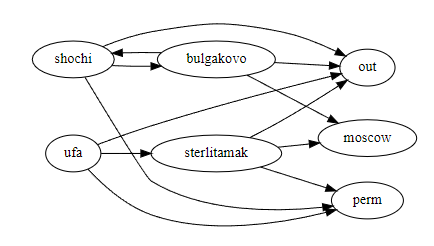 shochi
bulgakovo
out
moscow
ufa
sterlitamak
perm